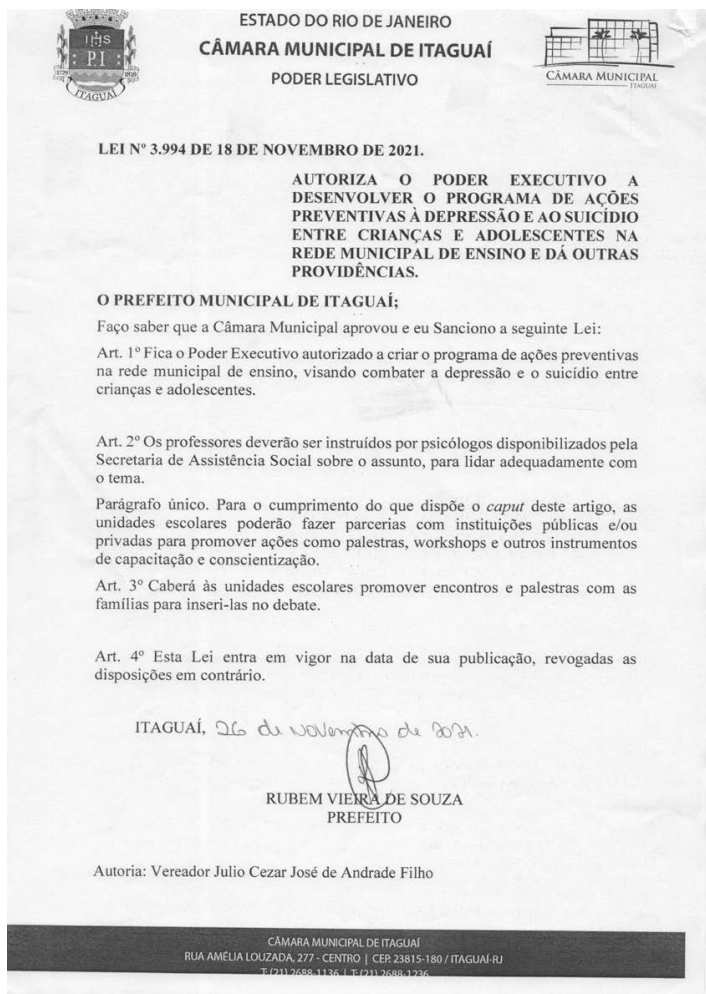 ESTADO DO RIO DE JANEIRO
CÂMARA MUNICIPAL DE ITAGUAÍ
PODER LEGISLATIVO
IHS
P.I
1729
1818
ITAGUAÍ
CÂMARA MUNICIPAL
ITAGUAÍ
LEI Nº 3.994 DE 18 DE NOVEMBRO DE 2021.
AUTORIZA O PODER EXECUTIVO A
DESENVOLVER O PROGRAMA DE AÇÕES
PREVENTIVAS À DEPRESSÃO E AO SUICÍDIO
ENTRE CRIANÇAS E ADOLESCENTES NA
REDE MUNICIPAL DE ENSINO E DÁ OUTRAS
PROVIDÊNCIAS.
O PREFEITO MUNICIPAL DE ITAGUAÍ;
Faço saber que a Câmara Municipal aprovou e eu Sanciono a seguinte Lei:
Art. 1º Fica o Poder Executivo autorizado a criar o programa de ações preventivas
na rede municipal de ensino, visando combater a depressão e o suicídio entre
crianças e adolescentes.
Art. 2º Os professores deverão ser instruídos por psicólogos disponibilizados pela
Secretaria de Assistência Social sobre o assunto, para lidar adequadamente com
o tema.
Parágrafo único. Para o cumprimento do que dispõe o caput deste artigo, as
unidades escolares poderão fazer parcerias com instituições públicas e/ou
privadas para promover ações como palestras, workshops e outros instrumentos
de capacitação e conscientização.
Art. 3º Caberá às unidades escolares promover encontros e palestras com as
famílias para inseri-las no debate.
Art. 4º Esta Lei entra em vigor na data de sua publicação, revogadas as
disposições em contrário.
ITAGUAÍ, 26 de novembro de 2021.
RUBEM VIEIRA DE SOUZA
PREFEITO
Autoria: Vereador Julio Cezar José de Andrade Filho
CÂMARA MUNICIPAL DE ITAGUAÍ
RUA AMÉLIA LOUZADA, 277 - CENTRO | CEP. 23815-180 / ITAGUAÍ-RJ
T: (21) 2688-1136 | T: (21) 2688-1236